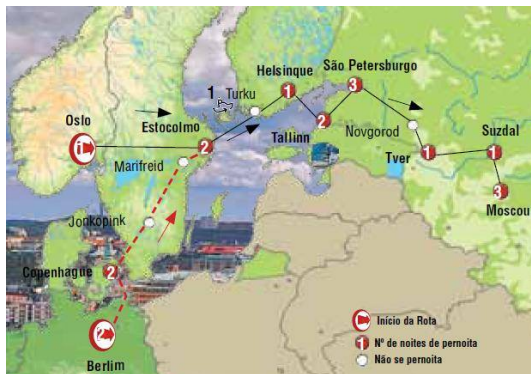 Helsinque
São Petersburgo
3
1
1
Turku
Oslo
Estocolmo
2
Tallinn
2
Novgorod
Suzdal
Marifreid
Tver
1
1
3
Moscou
Jonkopink
Copenhague
2
2
Berlim
Início da Rota
1 Nº de noites de pernoita
Não se pernoita